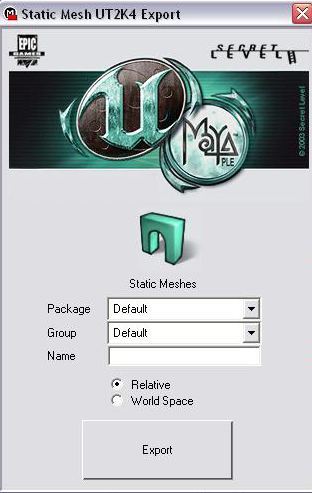 Static Mesh UT2K4 Export
EPIC
GAMES
SECRET
LEVEL
MAYA
PLE
© 2003 Secret Level
Static Meshes
Package Default
Group Default
Name
Relative
World Space
Export